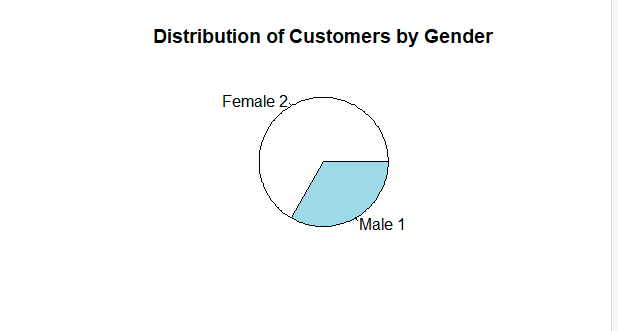 Distribution of Customers by Gender
Female 2
Male 1